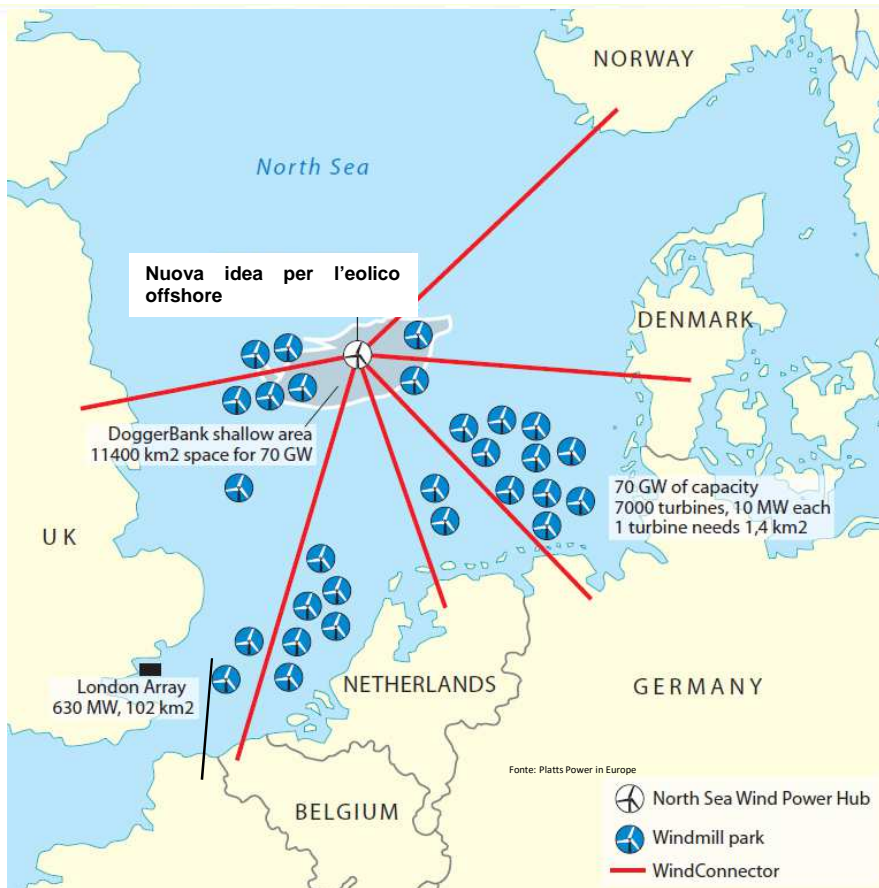 NORWAY
North Sea
Nuova idea per l'eolico
offshore
DENMARK
DoggerBank shallow area
11400 km2 space for 70 GW
70 GW of capacity
7000 turbines, 10 MW each
1 turbine needs 1,4 km2
UK
London Array
630 MW, 102 km2
NETHERLANDS
GERMANY
Fonte: Platts Power in Europe
BELGIUM
North Sea Wind Power Hub
Windmill park
WindConnector